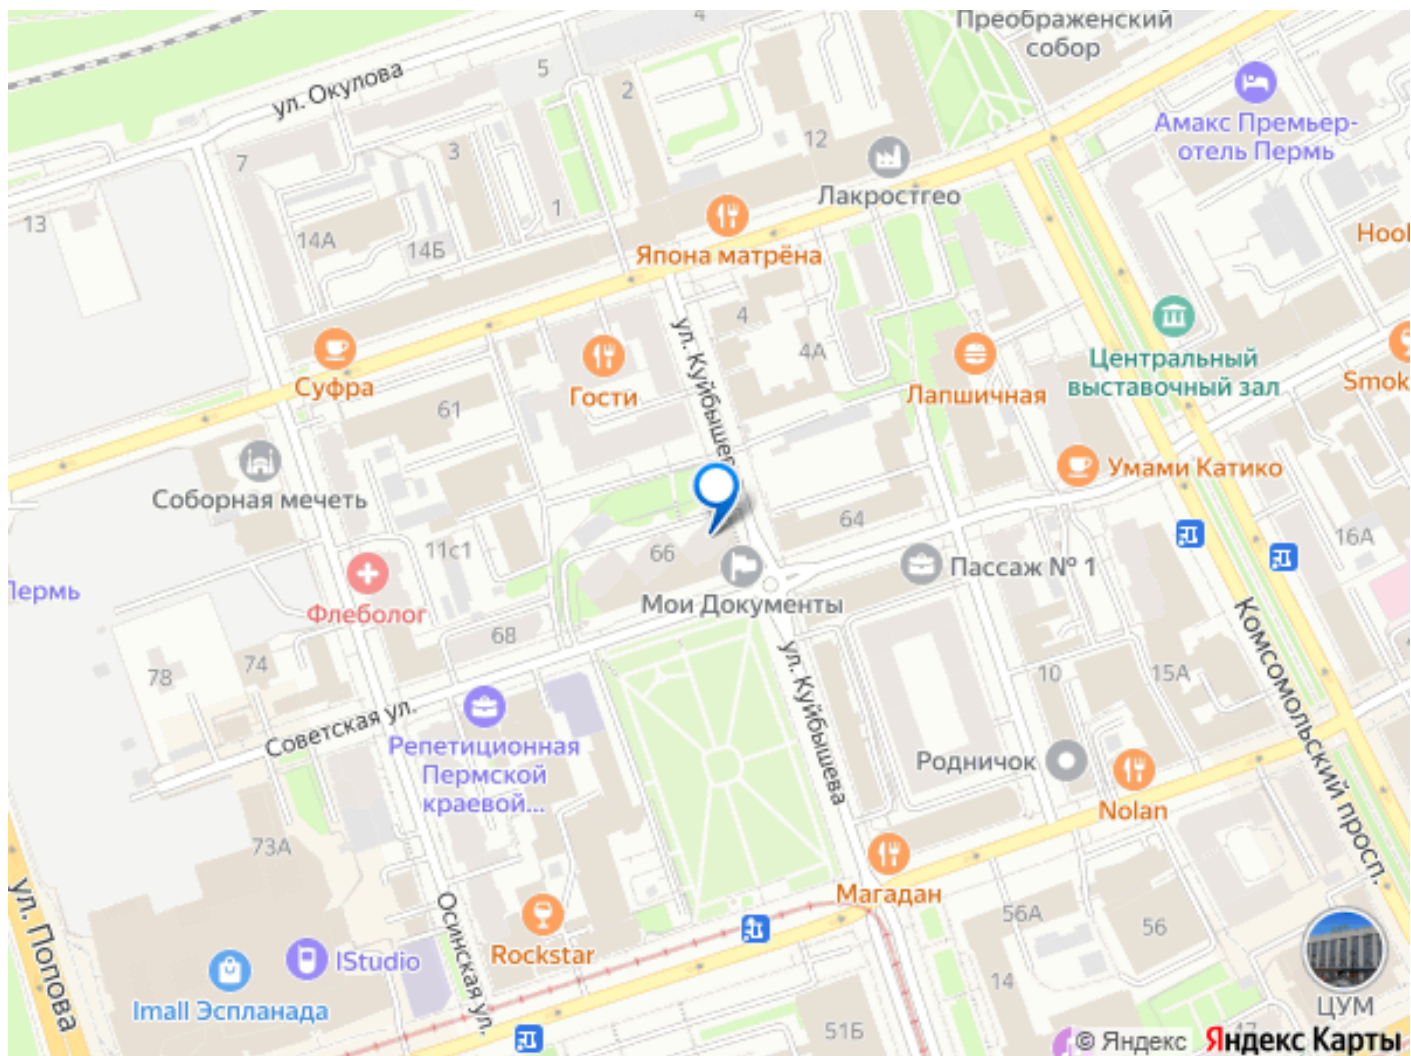 4
Преображенский
собор
ул. Окулова
5
2
Амакс Премьер-
отель Пермь
12
7
3
Лакростгео
1
13
14А
14Б
Япона матрёна
Hool
4
ул. Куйбышев
4А
Суфра
Гости
Лапшичная
Центральный
выставочный зал
Smok
61
Соборная мечеть
Умами Катико
64
16А
11с1
66
Пассаж № 1
Пермь
Флеболог
Мои Документы
68
74
78
10
15А
Комсомольский просп.
Советская ул.
ул. Куйбышева
Репетиционная
Пермской
краевой...
Родничок
Nolan
73А
Магадан
ул. Попова
Осинская ул.
56А
56
Rockstar
IStudio
Imall Эспланада
14
ЦУМ
51Б
47
© Яндекс Яндекс Карты